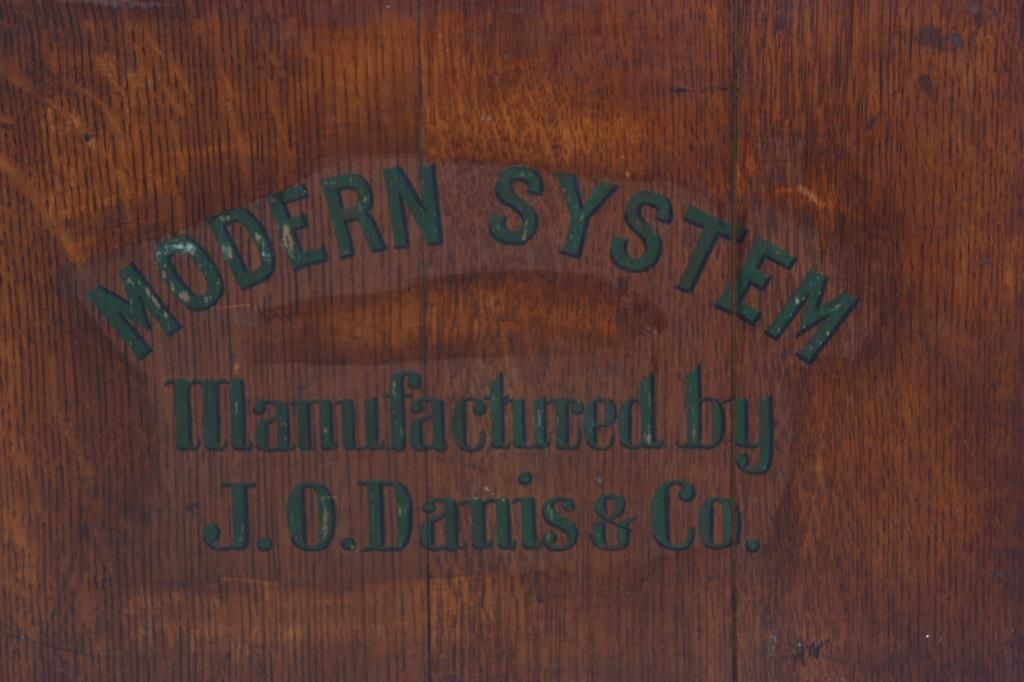 MODERN SYSTEM
Manufactured by
J. O. Danis & Co.